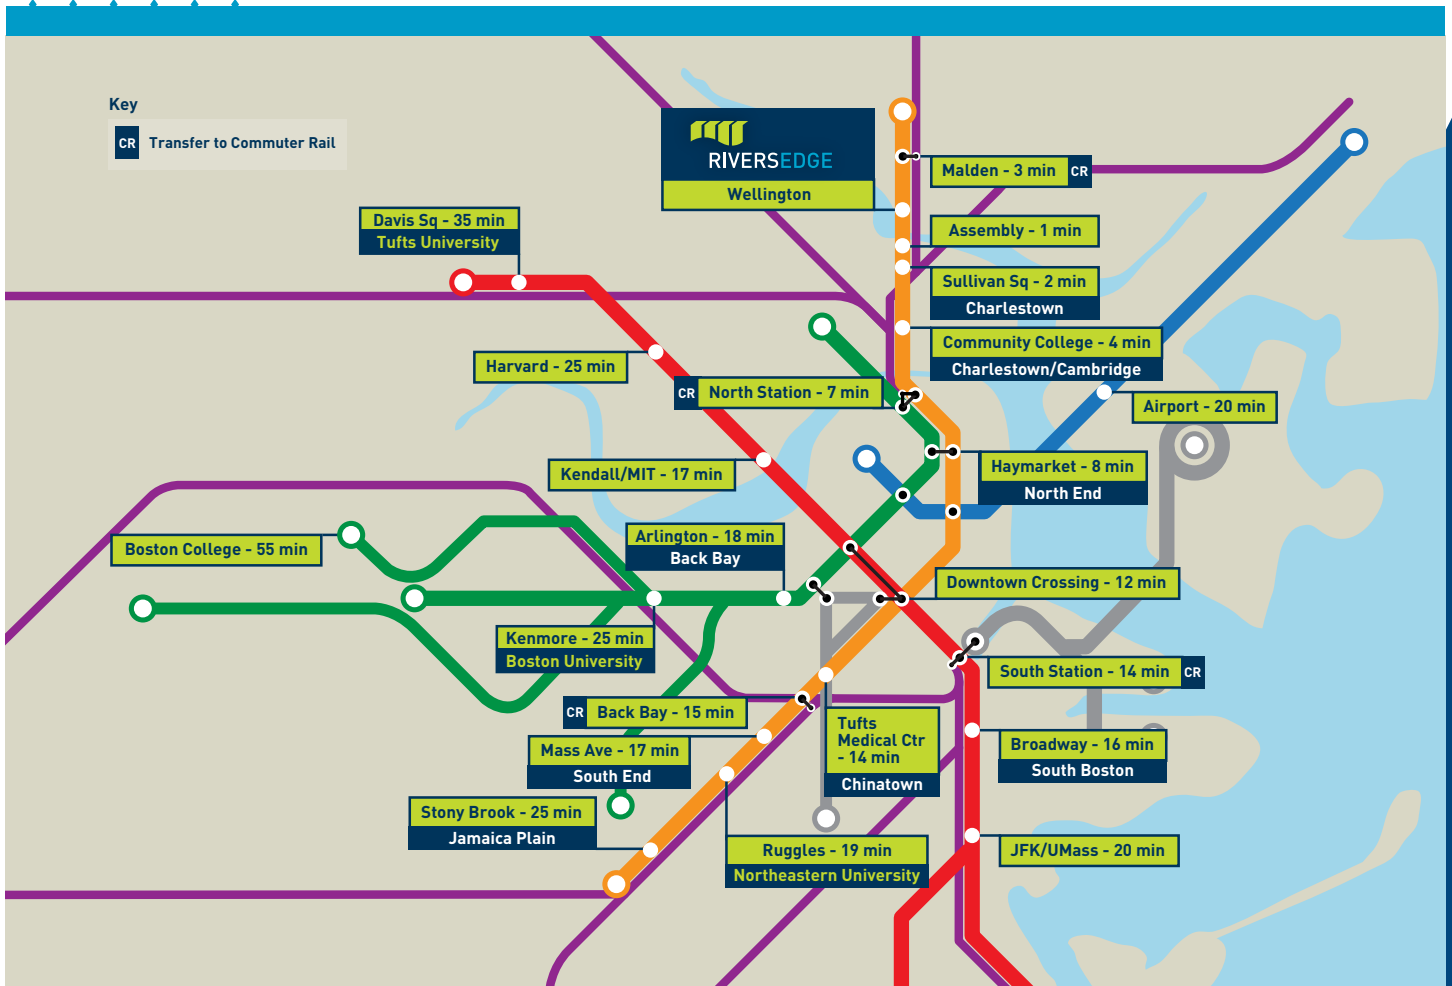 Key
CR Transfer to Commuter Rail
RIVERSEDGE
Wellington
Malden - 3 min CR
Davis Sq - 35 min
Tufts University
Assembly - 1 min
Sullivan Sq - 2 min
Charlestown
Community College - 4 min
Charlestown/Cambridge
Harvard - 25 min
CR North Station - 7 min
Airport - 20 min
Kendall/MIT - 17 min
Haymarket - 8 min
North End
Arlington - 18 min
Back Bay
Boston College - 55 min
Downtown Crossing - 12 min
Kenmore - 25 min
Boston University
South Station - 14 min CR
CR Back Bay - 15 min
Tufts
Medical Ctr
- 14 min
Chinatown
Mass Ave - 17 min
South End
Broadway - 16 min
South Boston
Stony Brook - 25 min
Jamaica Plain
Ruggles - 19 min
Northeastern University
JFK/UMass - 20 min